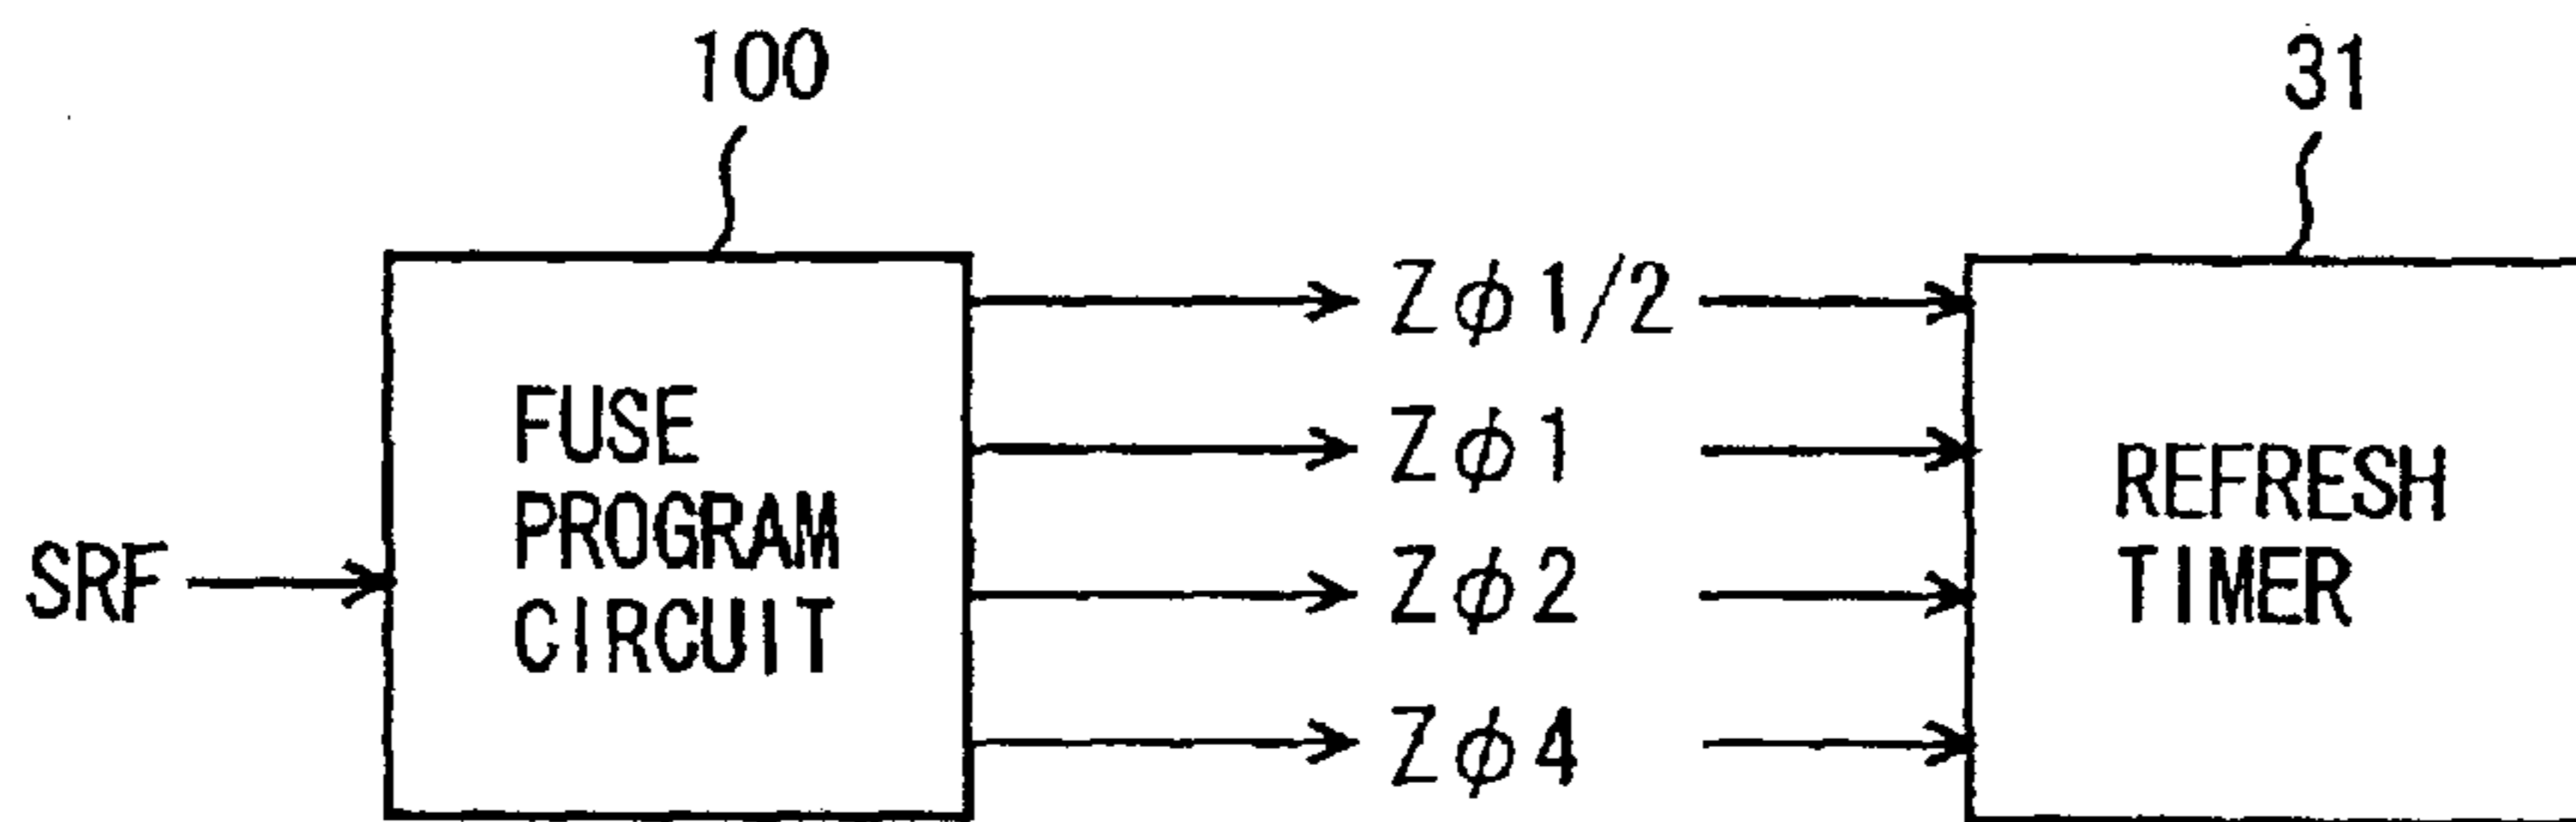 100
31
FUSE
PROGRAM
CIRCUIT
SRF
Zφ1/2
Zφ1
Zφ2
Zφ4
REFRESH
TIMER